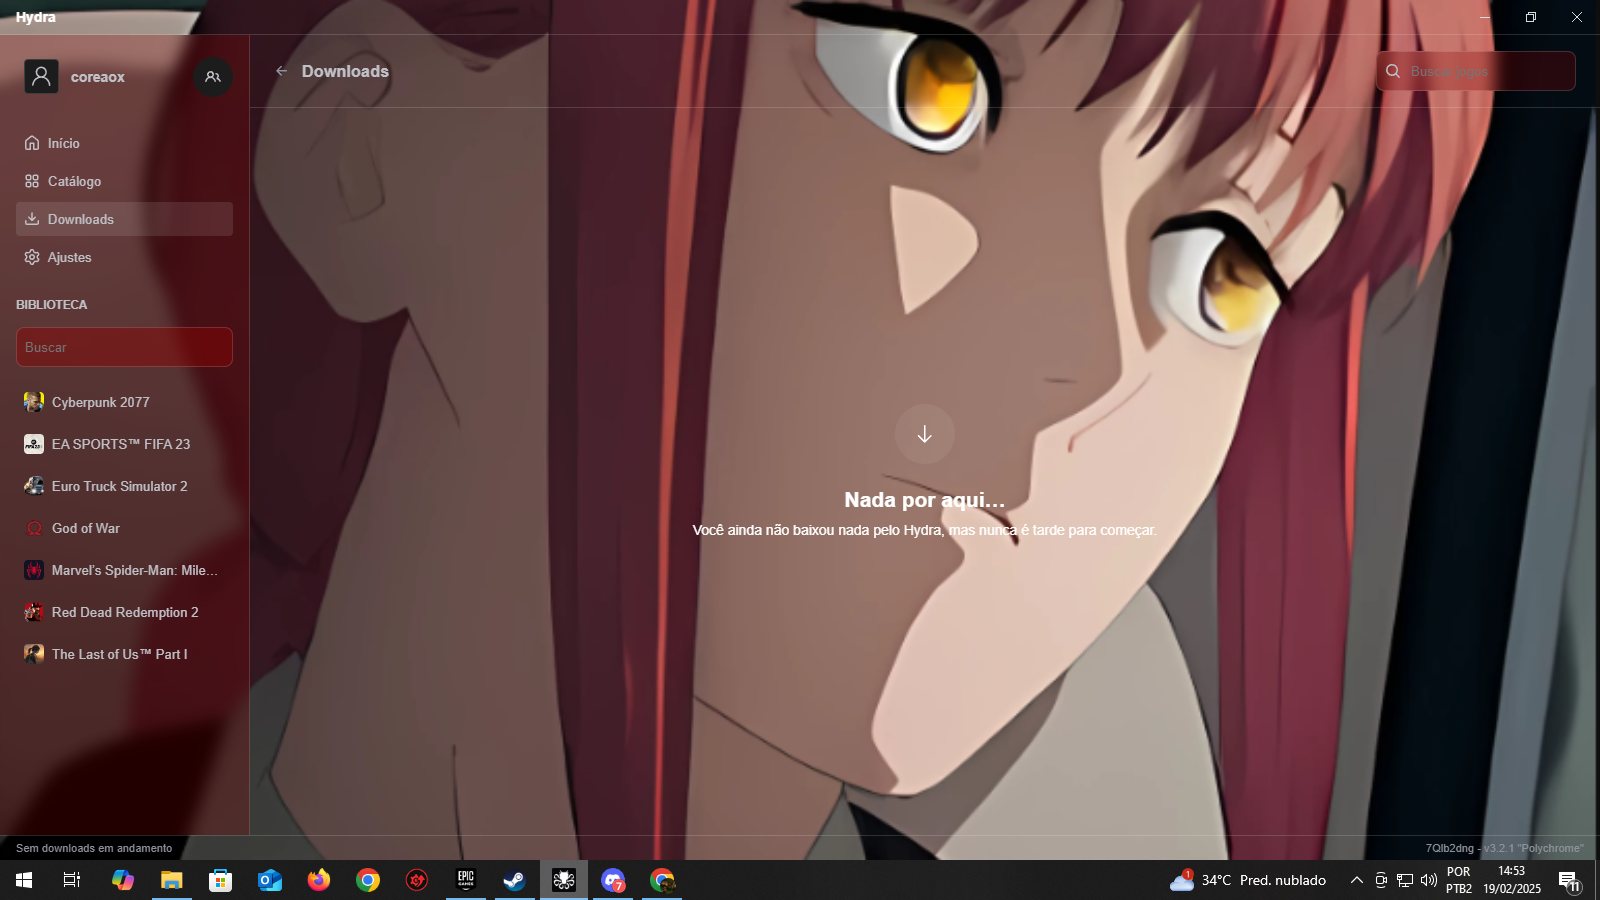 Hydra
coreaox
Downloads
Buscar jogos
Início
Catálogo
Downloads
Ajustes
BIBLIOTECA
Buscar
Cyberpunk 2077
EA SPORTS™ FIFA 23
Euro Truck Simulator 2
God of War
Marvel's Spider-Man: Mile...
Red Dead Redemption 2
The Last of Us™ Part I
Nada por aqui...
Você ainda não baixou nada pelo Hydra, mas nunca é tarde para começar.
Sem downloads em andamento
7Qlb2dng - v3.2.1 "Polychrome"
EPIC
GAMES
7
1
34°C Pred. nublado
POR
PTB2
14:53
19/02/2025
11